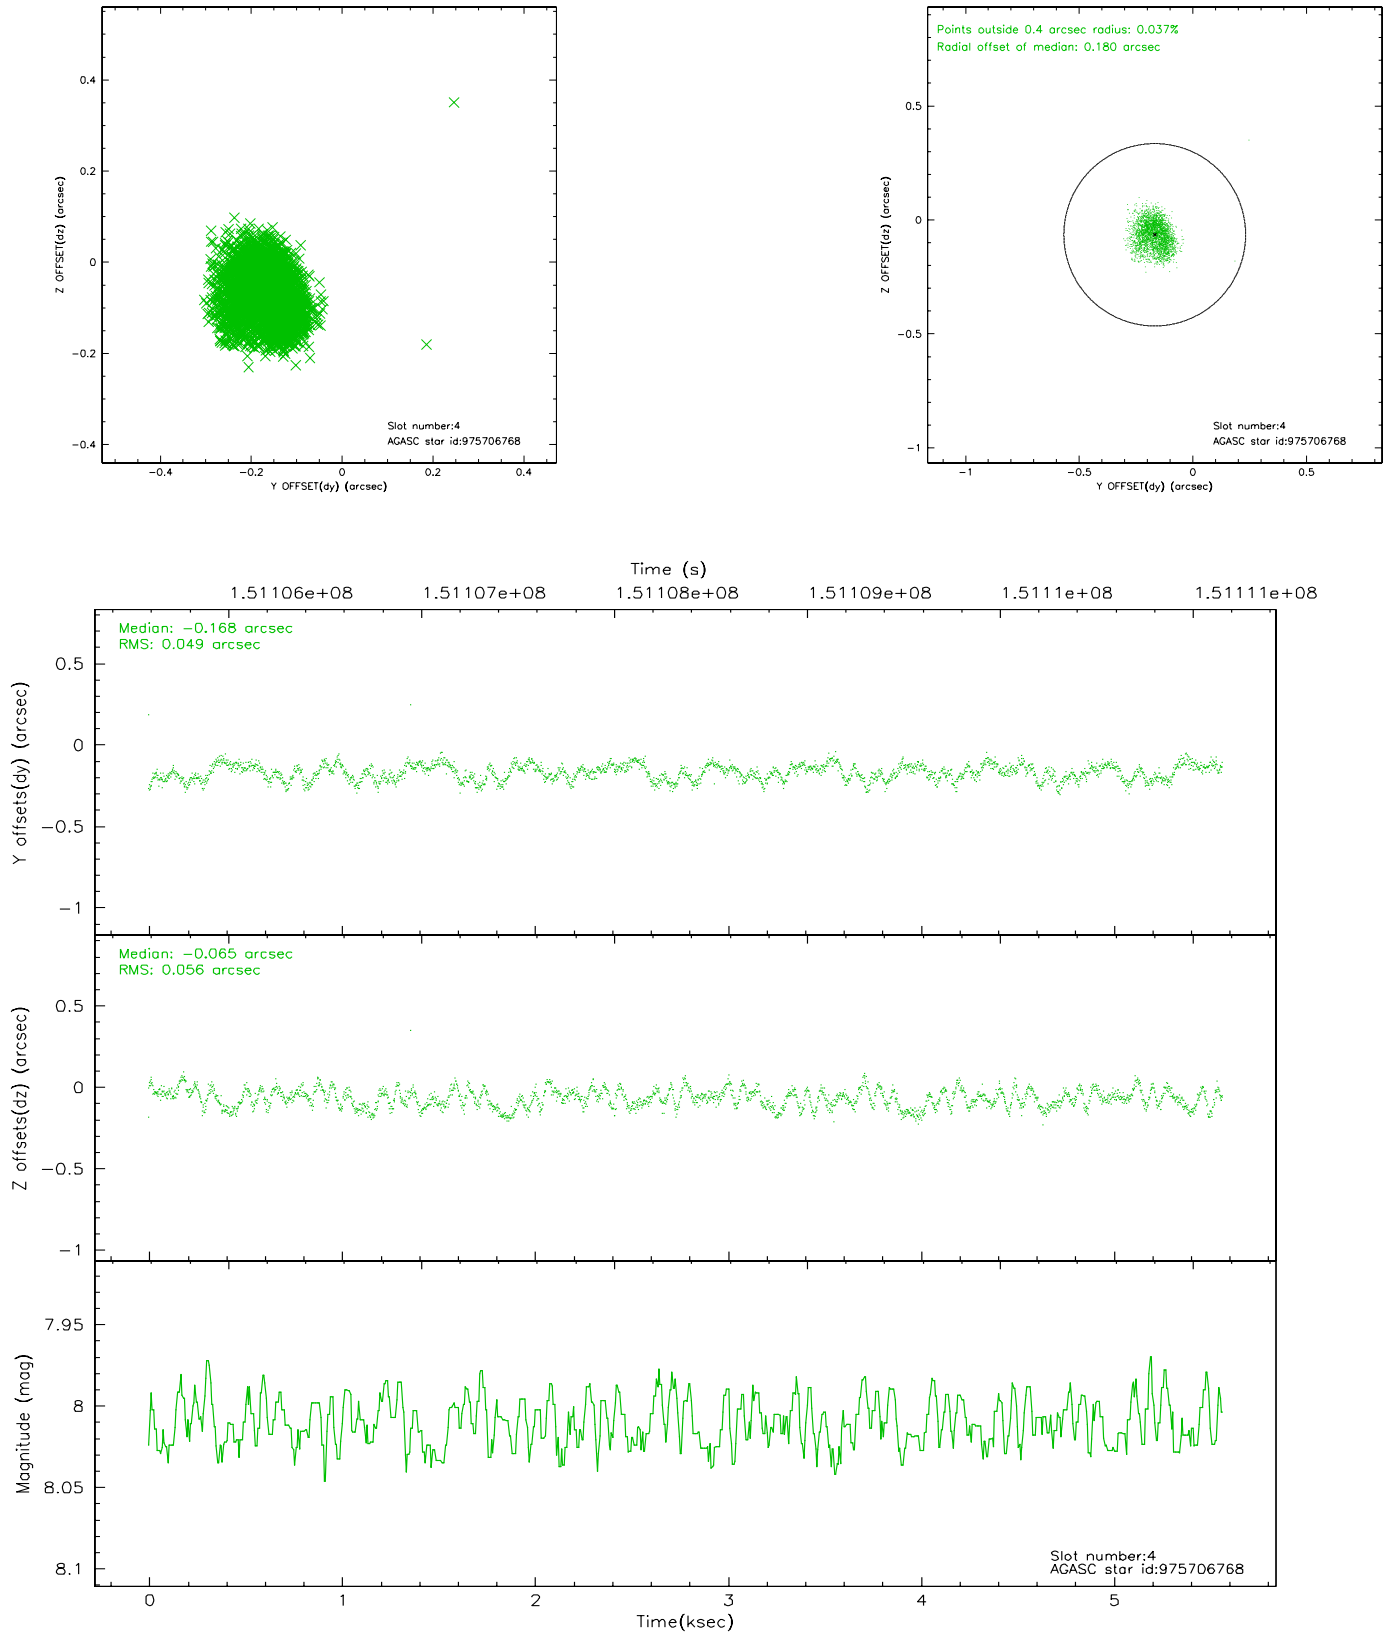 0.4
0.2
0
−0.2
−0.4
Z OFFSET(dz) (arcsec)
Slot number:4
AGASC star id:975706768
−0.4 −0.2 0 0.2 0.4
Y OFFSET(dy) (arcsec)
Points outside 0.4 arcsec radius: 0.037%
Radial offset of median: 0.180 arcsec
0.5
0
−0.5
−1
Z OFFSET(dz) (arcsec)
Slot number:4
AGASC star id:975706768
−1 −0.5 0 0.5
Y OFFSET(dy) (arcsec)
Time (s)
1.51106e+08 1.51107e+08 1.51108e+08 1.51109e+08 1.5111e+08 1.51111e+08
Median: −0.168 arcsec
RMS: 0.049 arcsec
0.5
0
−0.5
−1
Y offsets(dy) (arcsec)
Median: −0.065 arcsec
RMS: 0.056 arcsec
0.5
0
−0.5
−1
Z offsets(dz) (arcsec)
7.95
8
8.05
8.1
Magnitude (mag)
Slot number:4
AGASC star id:975706768
0 1 2 3 4 5
Time(ksec)